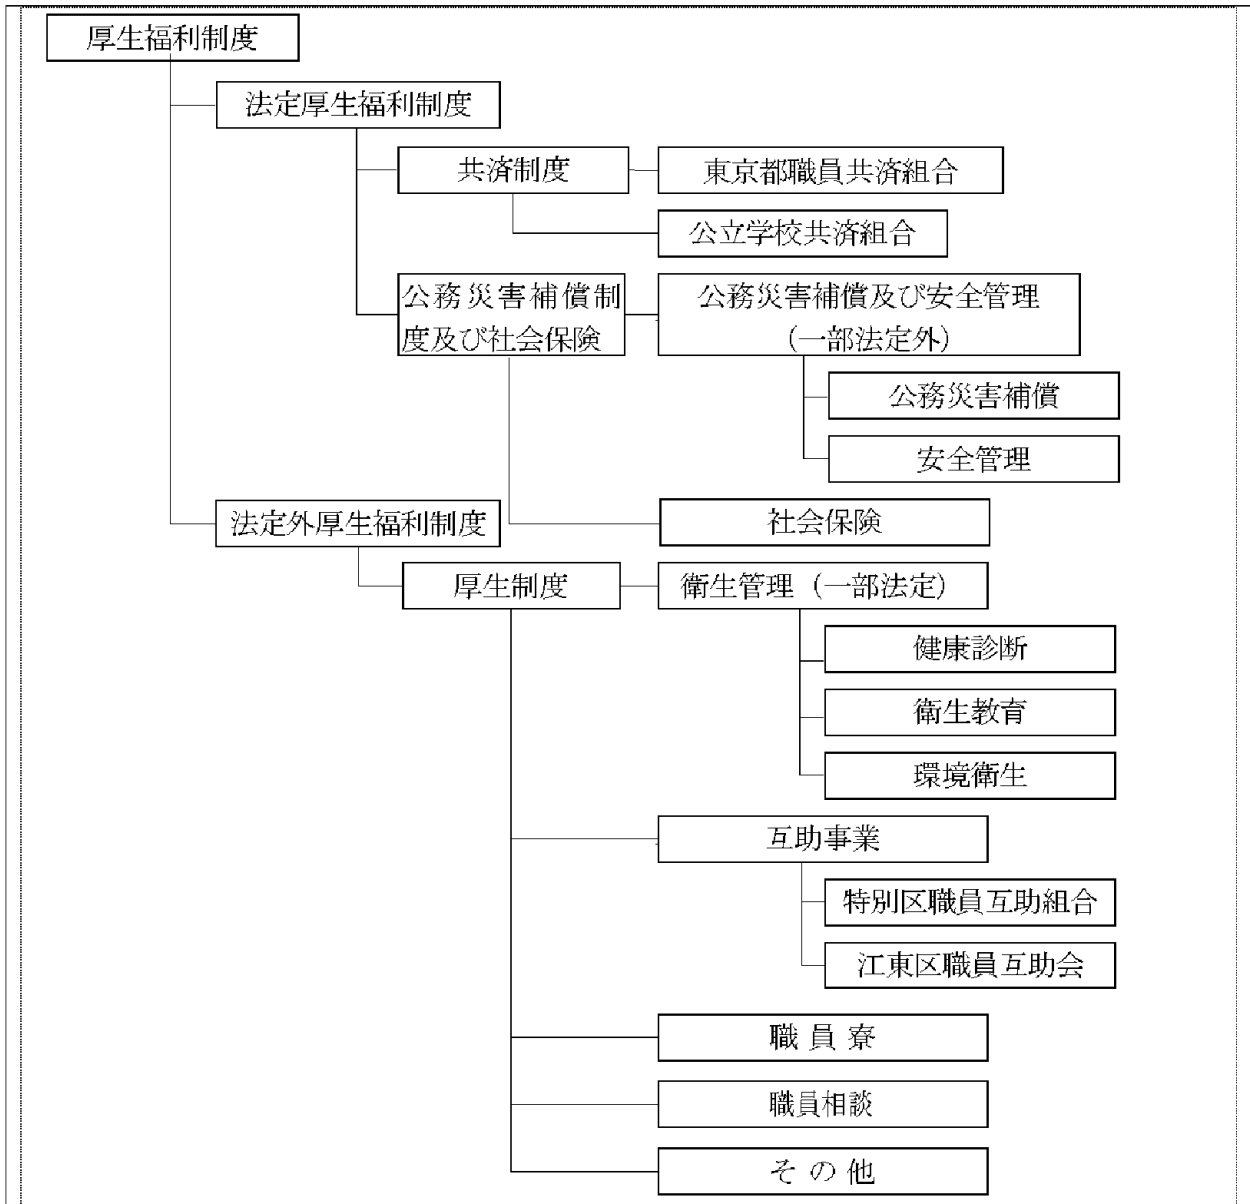 厚生福利制度
法定厚生福利制度
共済制度
東京都職員共済組合
公立学校共済組合
公務災害補償制
度及び社会保険
公務災害補償及び安全管理
（一部法定外）
公務災害補償
安全管理
法定外厚生福利制度
社会保険
厚生制度
衛生管理（一部法定）
健康診断
衛生教育
環境衛生
互助事業
特別区職員互助組合
江東区職員互助会
職 員 寮
職員相談
そ の 他